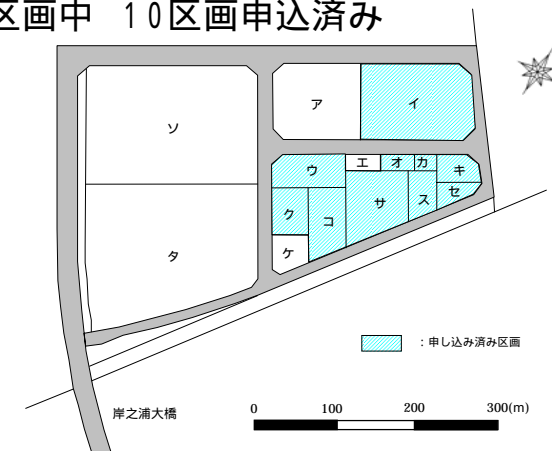 区画中 10区画申込済み
ア
イ
ソ
ウ
エ
オ
カ
キ
セ
ク
コ
サ
ス
ケ
タ
:申し込み済み区画
岸之浦大橋
0 100 200 300(m)